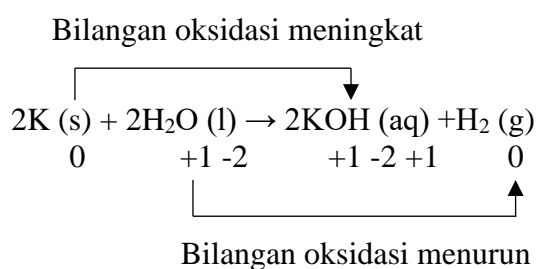 Bilangan oksidasi meningkat
2K (s) + 2H₂O (l) → 2KOH (aq) +H₂ (g)
0 +1 -2 +1 -2 +1 0
Bilangan oksidasi menurun